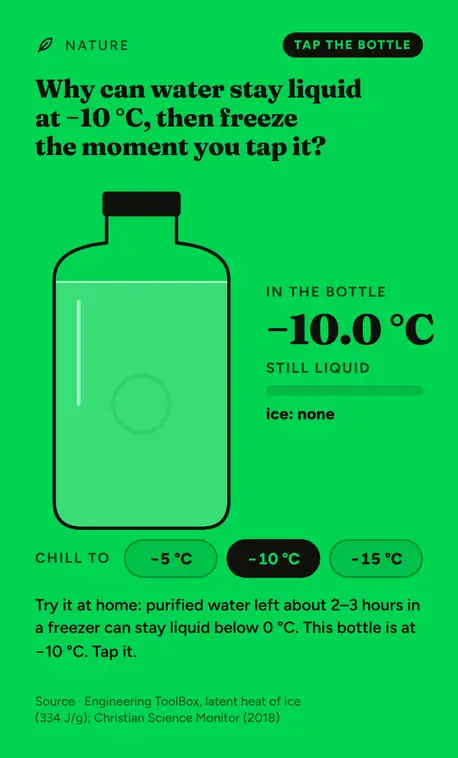 NATURE
TAP THE BOTTLE
Why can water stay liquid
at −10 °C, then freeze
the moment you tap it?
IN THE BOTTLE
−10.0 °C
STILL LIQUID
ice: none
CHILL TO
−5 °C
−10 °C
−15 °C
Try it at home: purified water left about 2–3 hours in
a freezer can stay liquid below 0 °C. This bottle is at
−10 °C. Tap it.
Source · Engineering ToolBox, latent heat of ice
(334 J/g); Christian Science Monitor (2018)